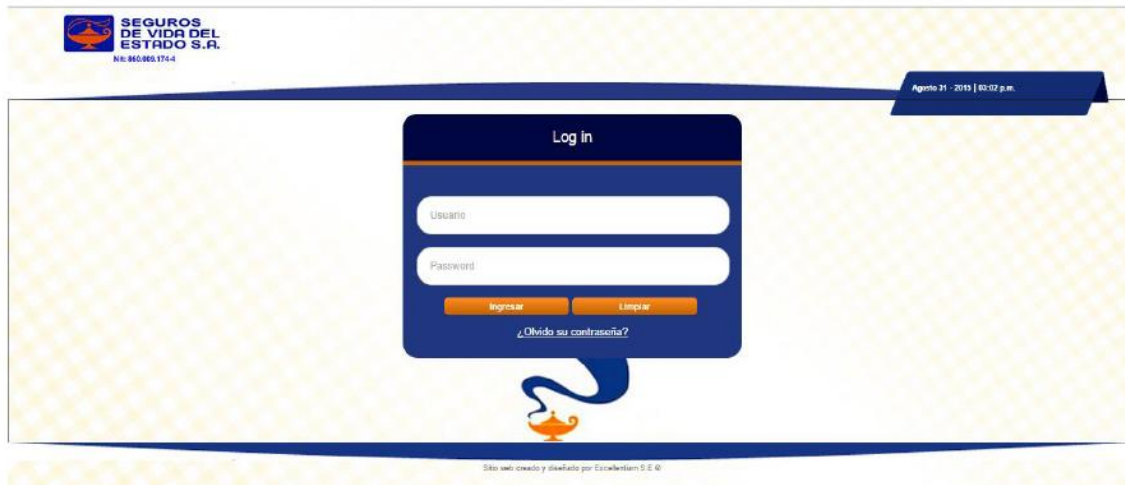 SEGUROS
DE VIDA DEL
ESTADO S.A.
Nit: 860.009.174-4
Agosto 31 - 2015 | 03:02 p.m.
Log in
Usuario
Password
Ingresar
Limpiar
¿Olvido su contraseña?
Sitio web creado y diseñado por Excellentiam S.E ©